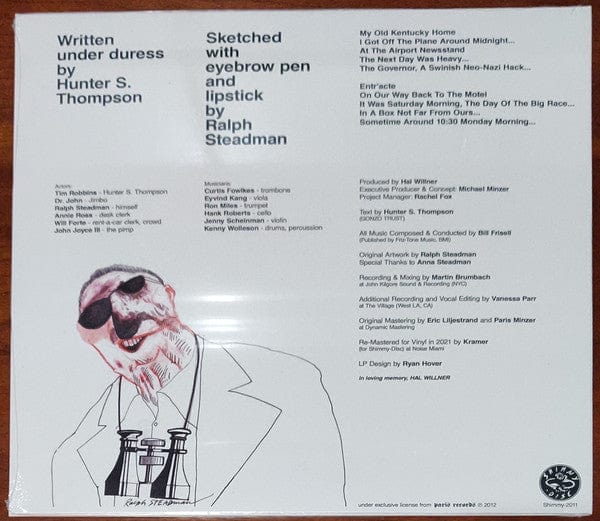 Written
under duress
by
Hunter S.
Thompson
Sketched
with
eyebrow pen
and
lipstick
by
Ralph
Steadman
My Old Kentucky Home
I Got Off The Plane Around Midnight...
At The Airport Newsstand
The Next Day Was Heavy...
The Governor, A Swinish Neo-Nazi Hack...
Entr'acte
On Our Way Back To The Motel
It Was Saturday Morning, The Day Of The Big Race...
In A Box Not Far From Ours...
Sometime Around 10:30 Monday Morning...
Actors:
Tim Robbins - Hunter S. Thompson
Dr. John - Jimbo
Ralph Steadman - himself
Annie Ross - desk clerk
Will Forte - rent-a-car clerk, crowd
John Joyce III - the pimp
Musicians:
Curtis Fowlkes - trombone
Eyvind Kang - viola
Ron Miles - trumpet
Hank Roberts - cello
Jenny Scheinman - violin
Kenny Wolleson - drums, percussion
Produced by Hal Willner
Executive Producer & Concept: Michael Minzer
Project Manager: Rachel Fox
Text by Hunter S. Thompson
(GONZO TRUST)
All Music Composed & Conducted by Bill Frisell
(Published by Friz-Tone Music, BMI)
Original Artwork by Ralph Steadman
Special Thanks to Anna Steadman
Recording & Mixing by Martin Brumbach
at John Kilgore Sound & Recording (NYC)
Additional Recording and Vocal Editing by Vanessa Parr
at The Village (West LA, CA)
Original Mastering by Eric Liljestrand and Paris Minzer
at Dynamic Mastering
Re-Mastered for Vinyl in 2021 by Kramer
(for Shimmy-Disc) at Noise Miami
LP Design by Ryan Hover
in loving memory, HAL WILLNER
Ralph STEADman
under exclusive license from paris records © 2012
SHIMMY
DISC
Shimmy-2011